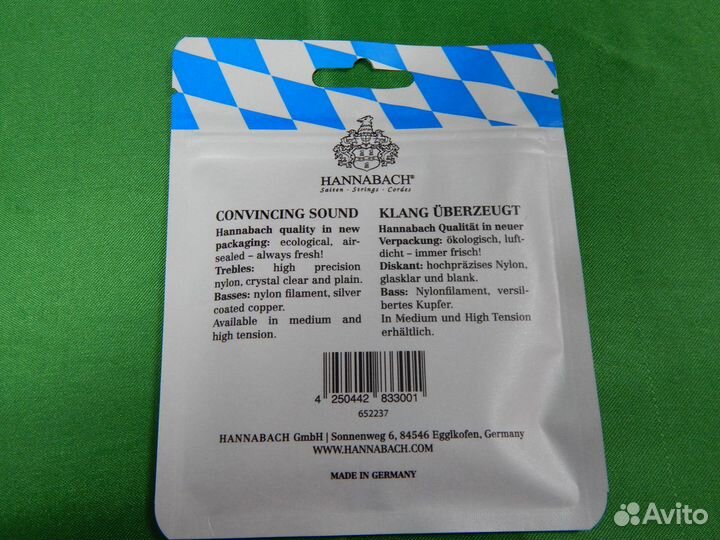 HANNABACH®
Saiten · Strings · Cordes
CONVINCING SOUND
Hannabach quality in new
packaging: ecological, air-
sealed – always fresh!
Trebles: high precision
nylon, crystal clear and plain.
Basses: nylon filament, silver
coated copper.
Available in medium and
high tension.
KLANG ÜBERZEUGT
Hannabach Qualität in neuer
Verpackung: ökologisch, luft-
dicht – immer frisch!
Diskant: hochpräzises Nylon,
glasklar und blank.
Bass: Nylonfilament, versil-
bertes Kupfer.
In Medium und High Tension
erhältlich.
4 250442 833001
652237
HANNABACH GmbH | Sonnenweg 6, 84546 Egglkofen, Germany
WWW.HANNABACH.COM
MADE IN GERMANY
Avito